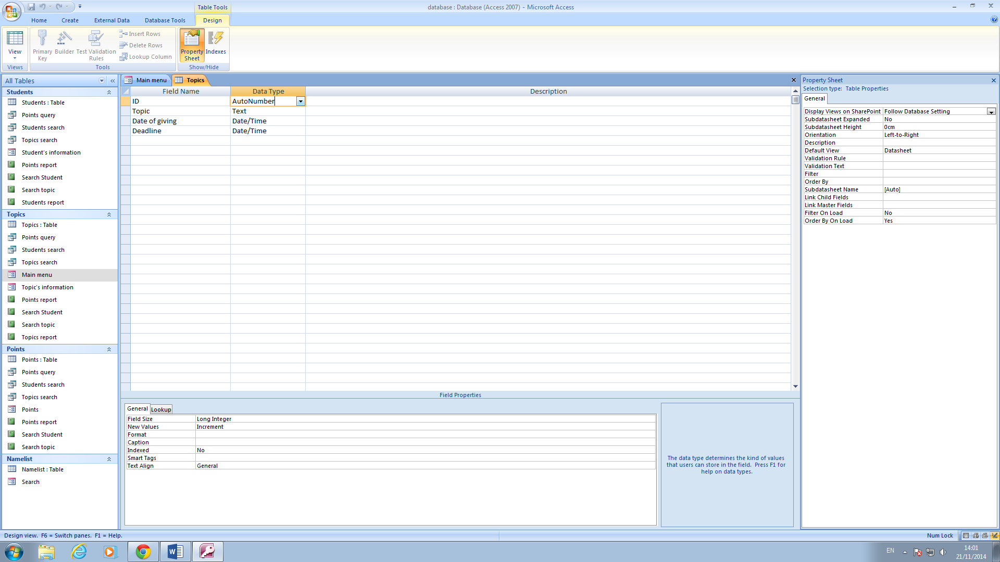 Table Tools
database : Database (Access 2007) - Microsoft Access
Home Create External Data Database Tools Design
View
Primary Key
Builder
Test Validation Rules
Insert Rows
Delete Rows
Lookup Column
Property Sheet
Indexes
Views Tools Show/Hide
All Tables
Students
Students : Table
Points query
Students search
Topics search
Student's information
Points report
Search Student
Search topic
Students report
Topics
Topics : Table
Points query
Students search
Topics search
Main menu
Topic's information
Points report
Search Student
Search topic
Topics report
Points
Points : Table
Points query
Students search
Topics search
Points
Points report
Search Student
Search topic
Namelist
Namelist : Table
Search
Main menu Topics
Field Name Data Type Description
ID AutoNumber
Topic Text
Date of giving Date/Time
Deadline Date/Time
Field Properties
General Lookup
Field Size Long Integer
New Values Increment
Format
Caption
Indexed No
Smart Tags
Text Align General
The data type determines the kind of values
that users can store in the field. Press F1 for
help on data types.
Property Sheet
Selection type: Table Properties
General
Display Views on SharePoint Follow Database Setting
Subdatasheet Expanded No
Subdatasheet Height 0cm
Orientation Left-to-Right
Description
Default View Datasheet
Validation Rule
Validation Text
Filter
Order By
Subdatasheet Name [Auto]
Link Child Fields
Link Master Fields
Filter On Load No
Order By On Load Yes
Design view. F6 = Switch panes. F1 = Help.
Num Lock
EN
14:01
21/11/2014